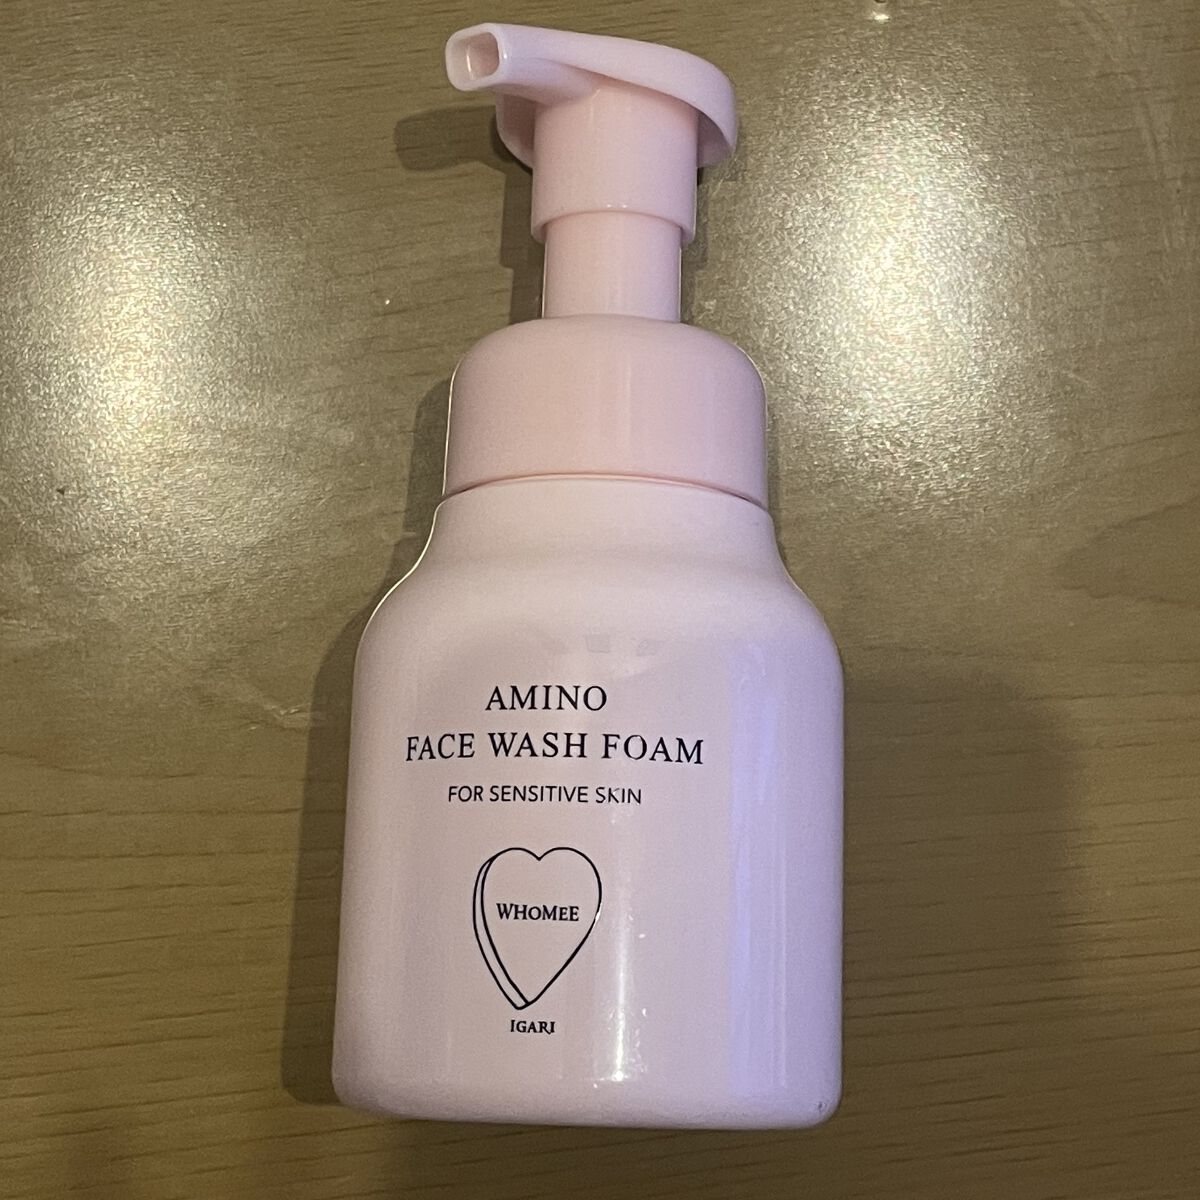 AMINO
FACE WASH FOAM
FOR SENSITIVE SKIN
WHOMEE
IGARI